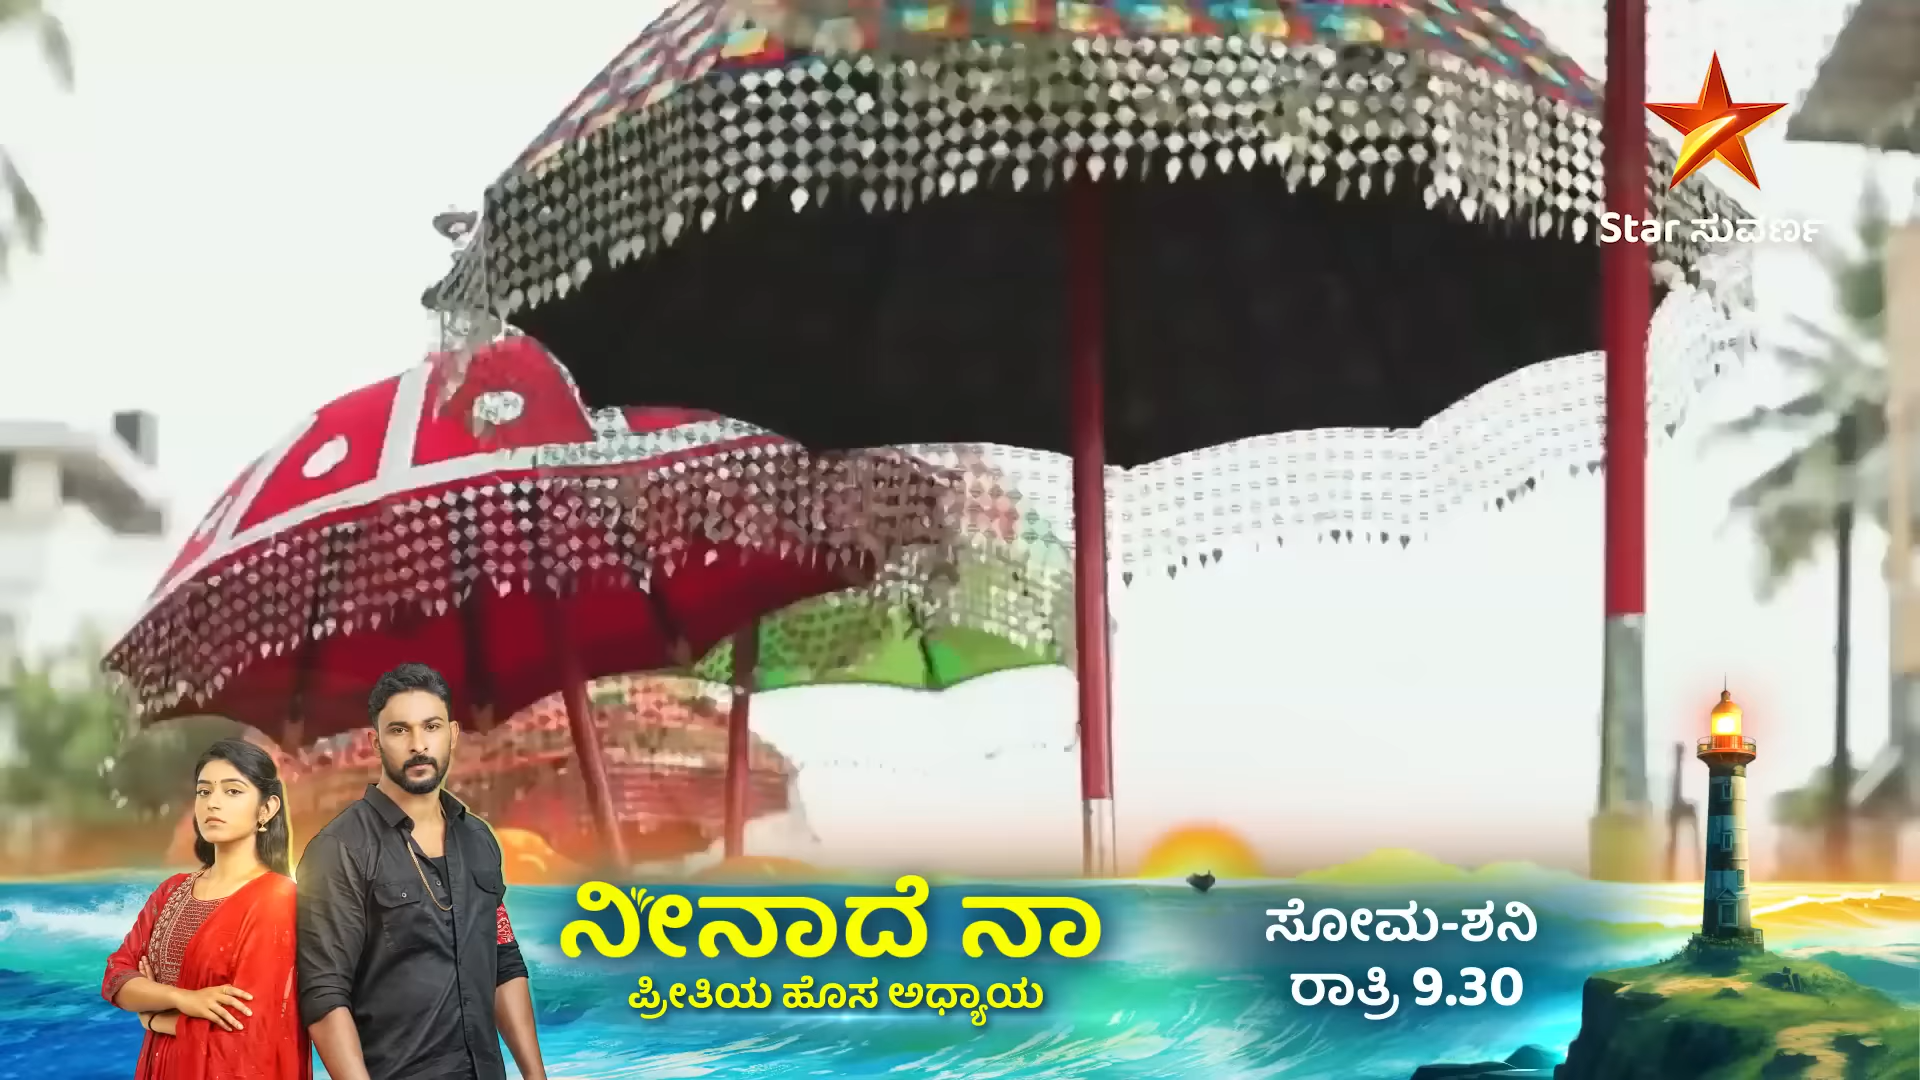 Star ಸುವರ್ಣ
ನೀನಾದೆ ನಾ
ಪ್ರೀತಿಯ ಹೊಸ ಅಧ್ಯಾಯ
ಸೋಮ-ಶನಿ
ರಾತ್ರಿ 9.30